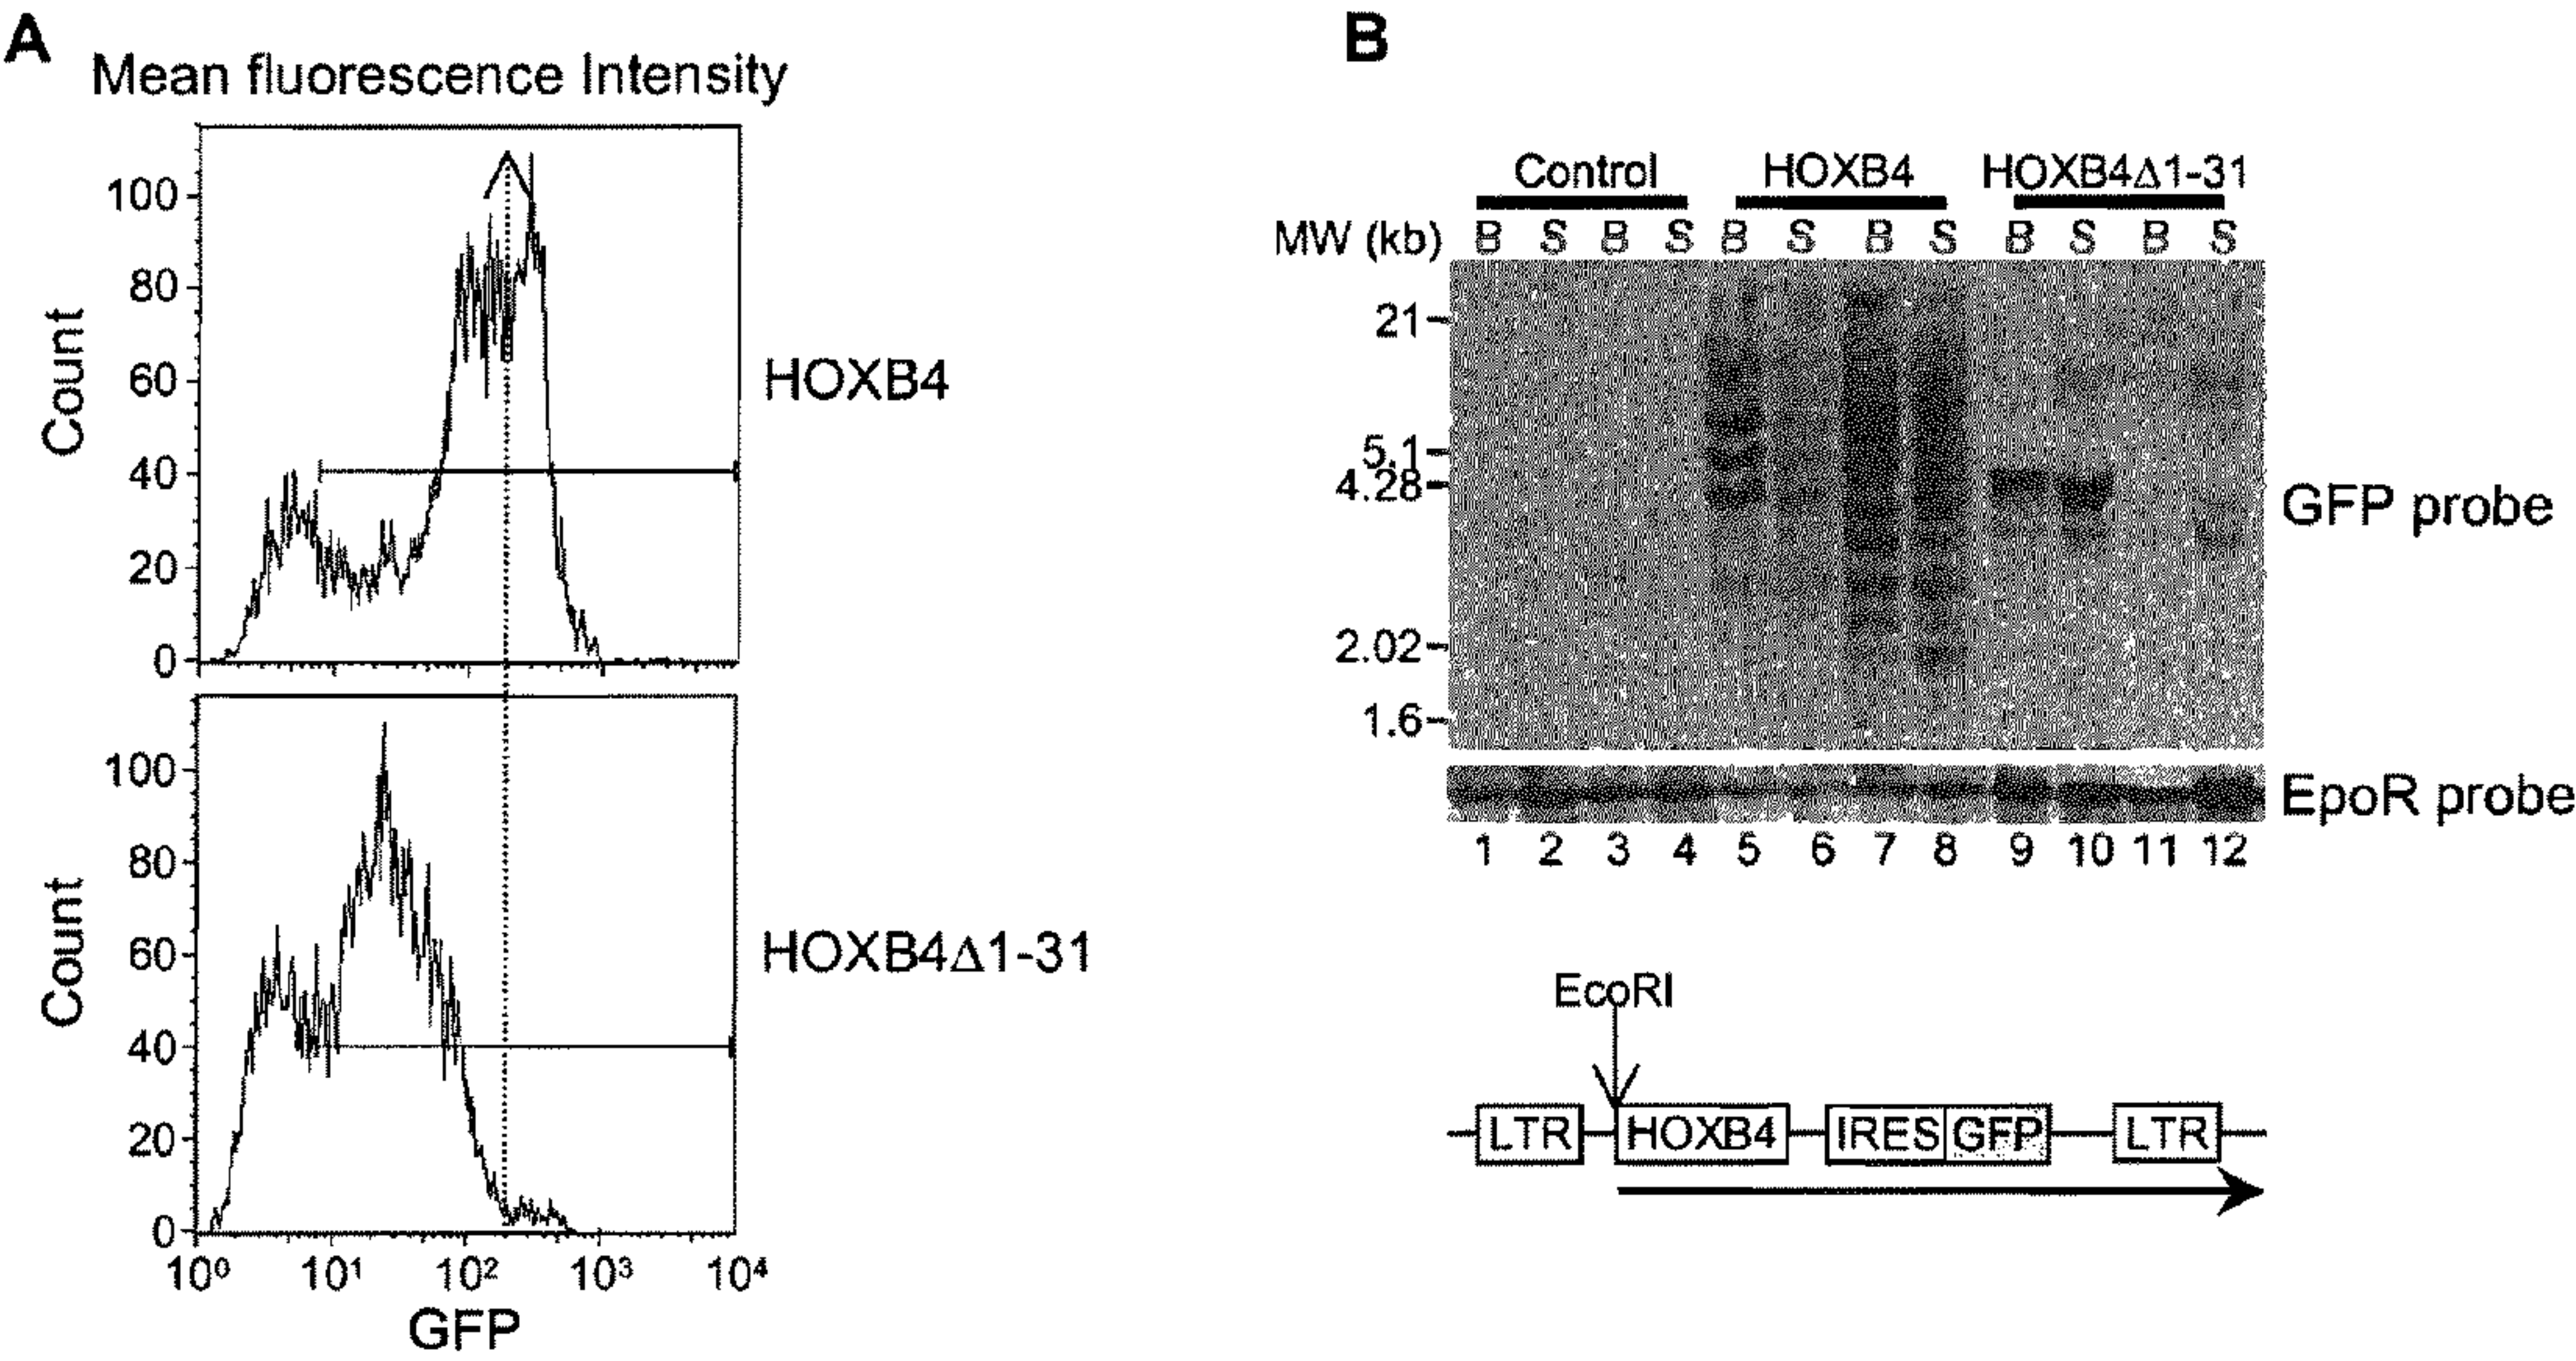 A
Mean fluorescence Intensity
100
80
60
40
20
0
Count
HOXB4
100
80
60
40
20
0
Count
HOXB4Δ1-31
10⁰ 10¹ 10² 10³ 10⁴
GFP
B
Control HOXB4 HOXB4Δ1-31
MW (kb) B S B S B S B S B S B S
21
5.1
4.28
2.02
1.6
GFP probe
EpoR probe
1 2 3 4 5 6 7 8 9 10 11 12
EcoRI
LTR HOXB4 IRES GFP LTR